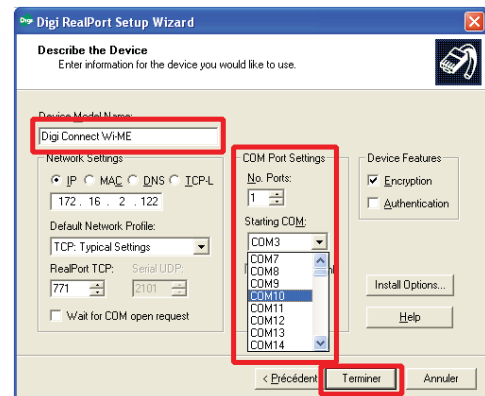 Digi Digi RealPort Setup Wizard
Describe the Device
Enter information for the device you would like to use.
Device Model Name:
Digi Connect Wi-ME
Network Settings
IP MAC DNS TCP-L
172 . 16 . 2 . 122
Default Network Profile:
TCP: Typical Settings
RealPort TCP: Serial UDP:
771 2101
Wait for COM open request
COM Port Settings
No. Ports:
1
Starting COM:
COM3
COM7
COM8
COM9
COM10
COM11
COM12
COM13
COM14
Device Features
Encryption
Authentication
Install Options...
Help
< Précédent Terminer Annuler